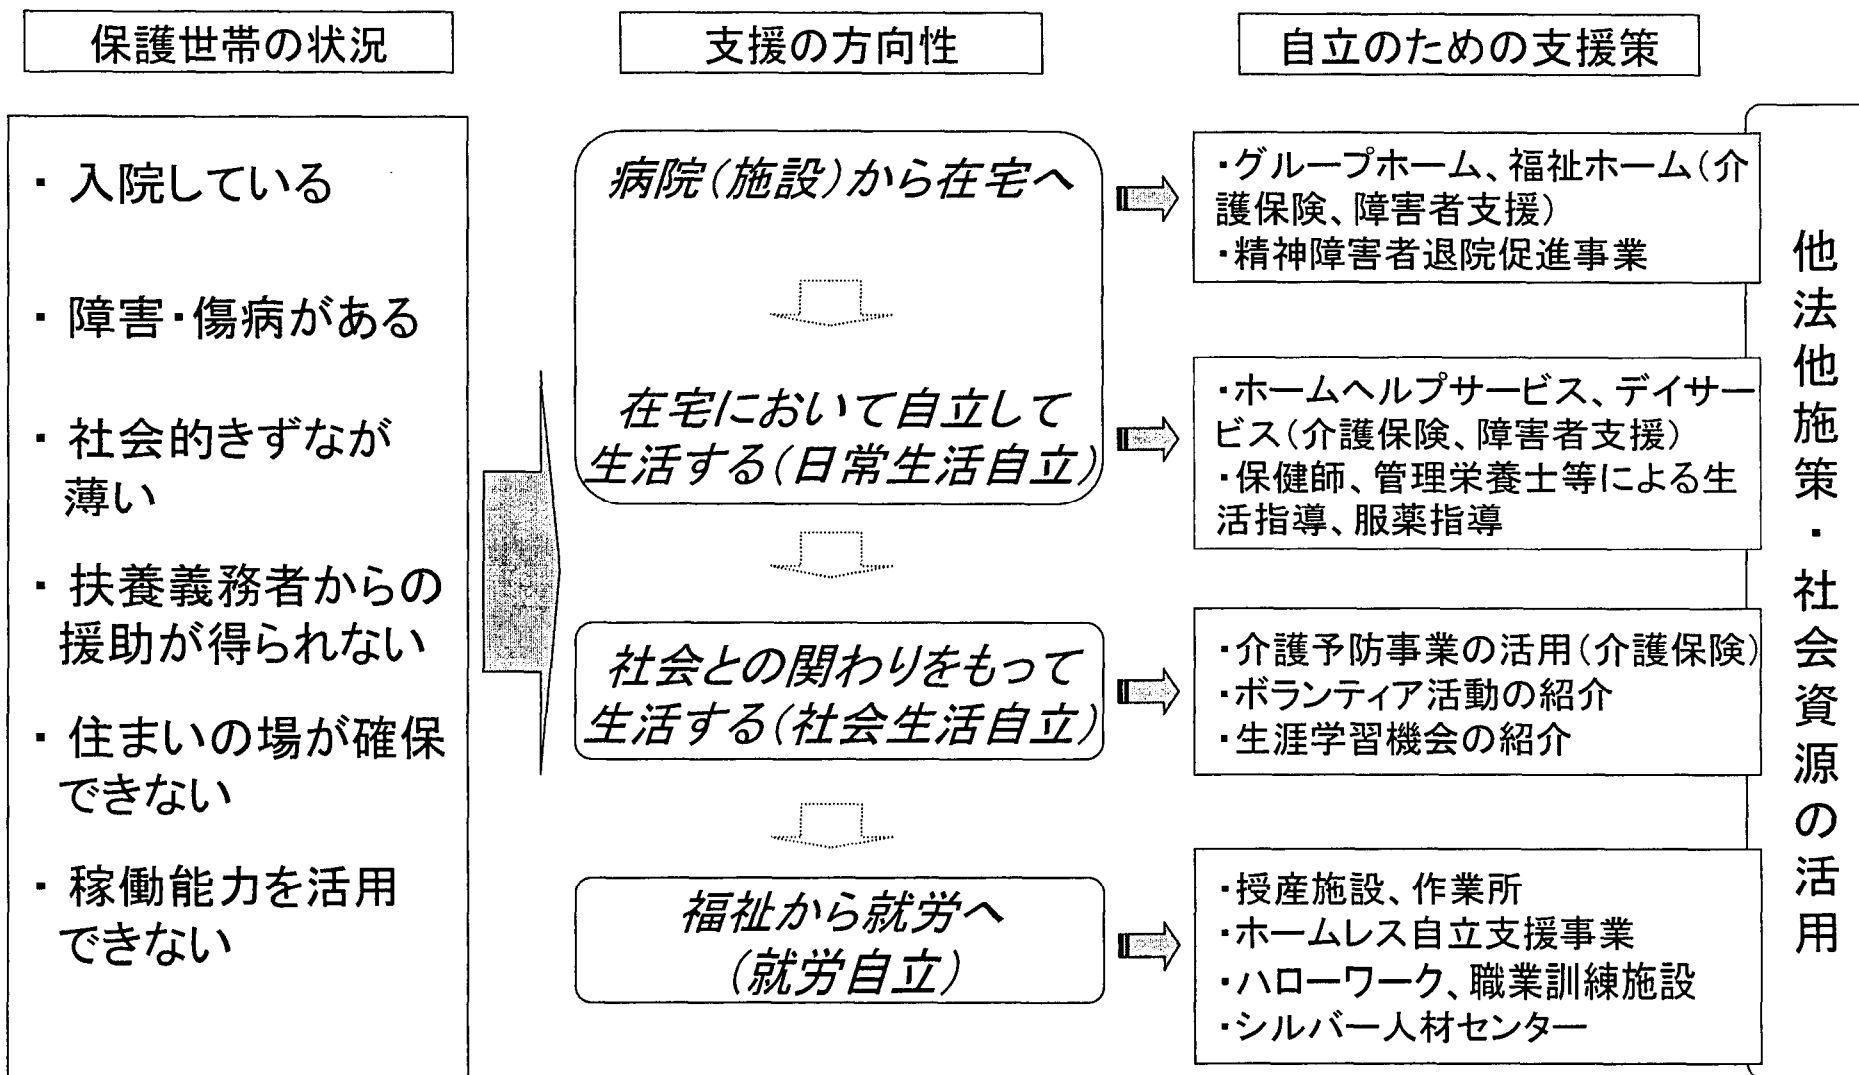 保護世帯の状況
支援の方向性
自立のための支援策
・入院している
・障害・傷病がある
・社会的きずなが
薄い
・扶養義務者からの
援助が得られない
・住まいの場が確保
できない
・稼働能力を活用
できない
病院(施設)から在宅へ
在宅において自立して
生活する(日常生活自立)
社会との関わりをもって
生活する(社会生活自立)
福祉から就労へ
(就労自立)
・グループホーム、福祉ホーム(介
護保険、障害者支援)
・精神障害者退院促進事業
・ホームヘルプサービス、デイサー
ビス(介護保険、障害者支援)
・保健師、管理栄養士等による生
活指導、服薬指導
・介護予防事業の活用(介護保険)
・ボランティア活動の紹介
・生涯学習機会の紹介
・授産施設、作業所
・ホームレス自立支援事業
・ハローワーク、職業訓練施設
・シルバー人材センター
他法他施策・社会資源の活用